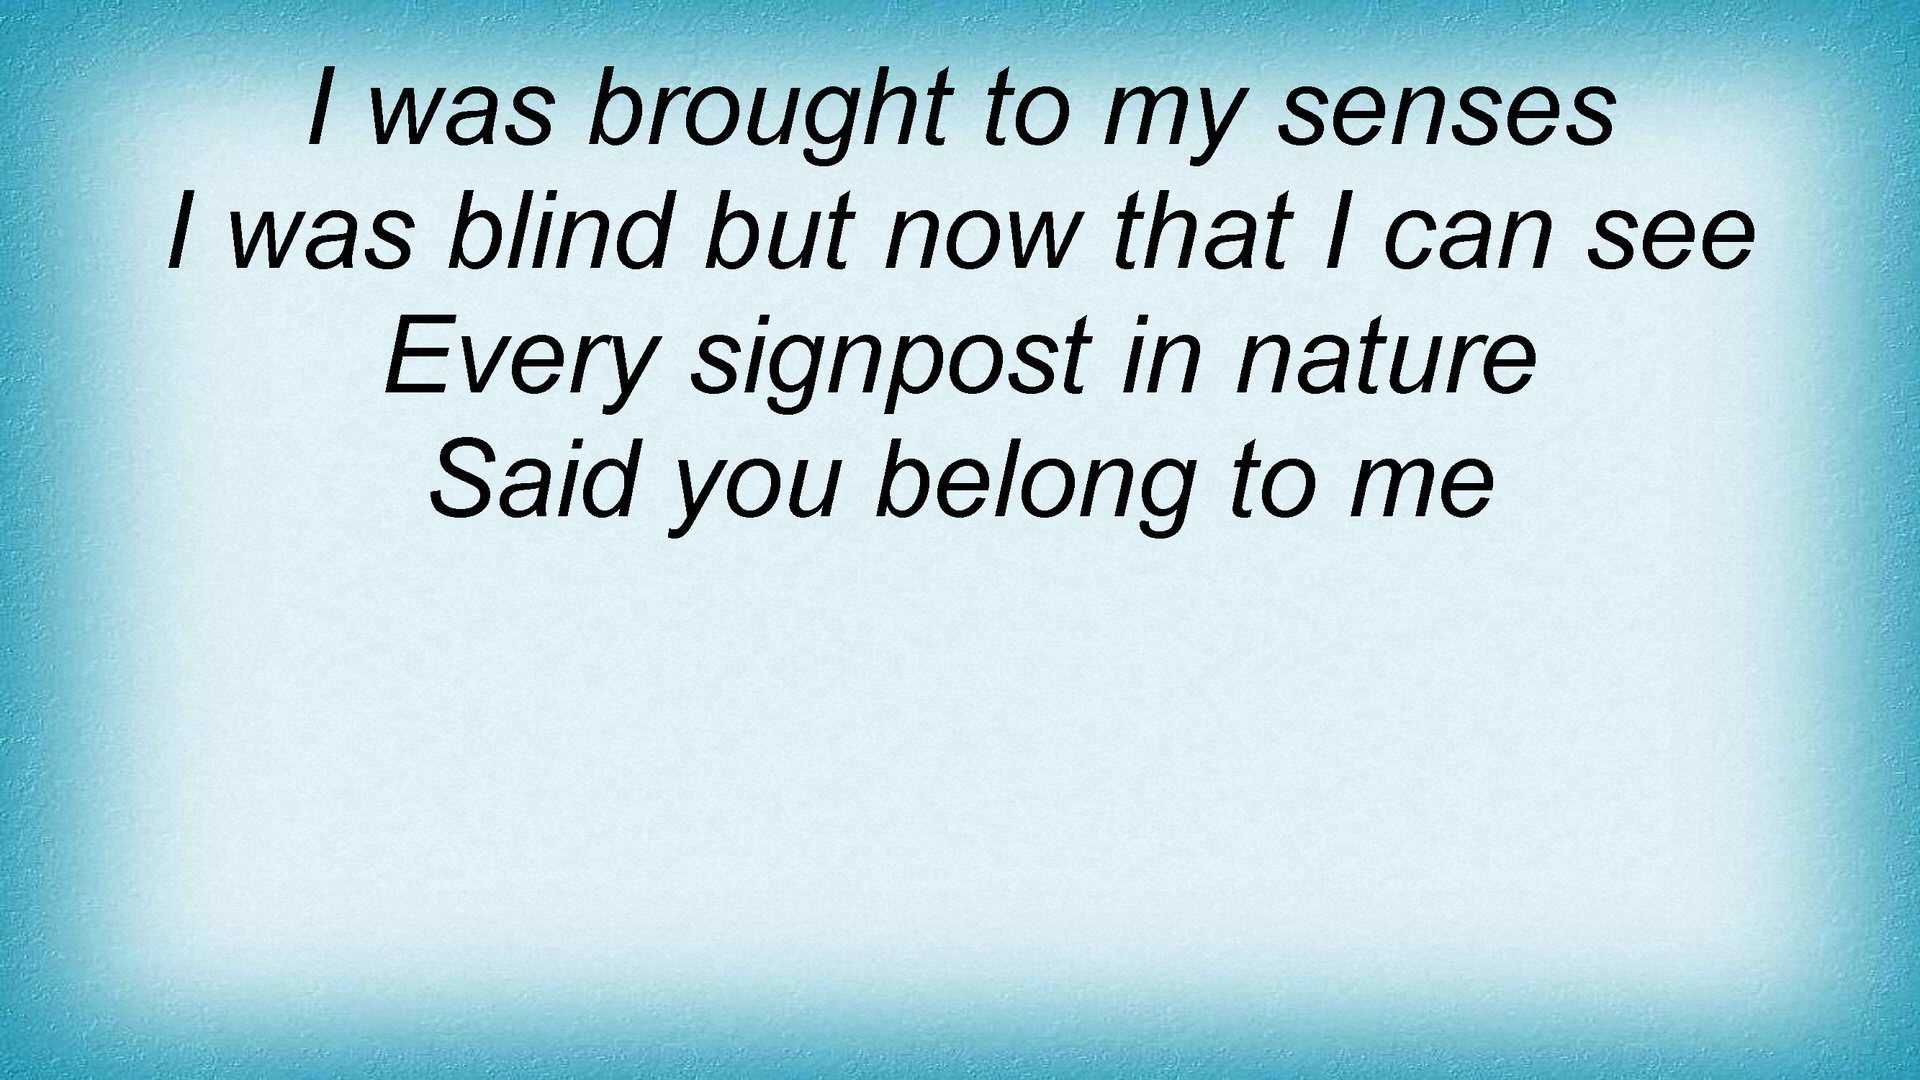 I was brought to my senses
I was blind but now that I can see
Every signpost in nature
Said you belong to me